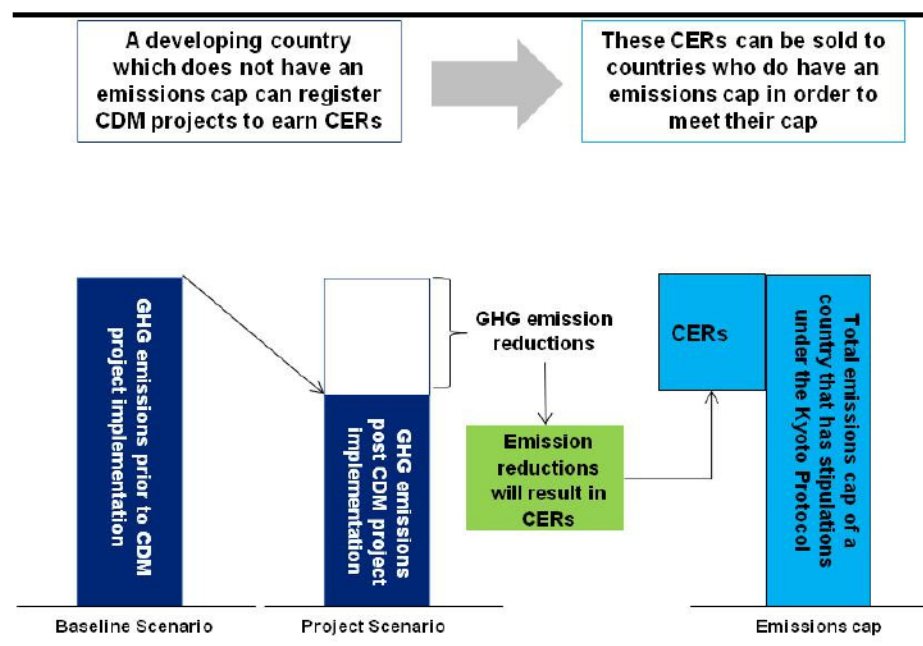 A developing country
which does not have an
emissions cap can register
CDM projects to earn CERs
These CERs can be sold to
countries who do have an
emissions cap in order to
meet their cap
GHG emissions prior to CDM
project implementation
GHG emissions
post CDM project
implementation
GHG emission
reductions
Emission
reductions
will result in
CERs
CERs
Total emissions cap of a
country that has stipulations
under the Kyoto Protocol
Baseline Scenario
Project Scenario
Emissions cap